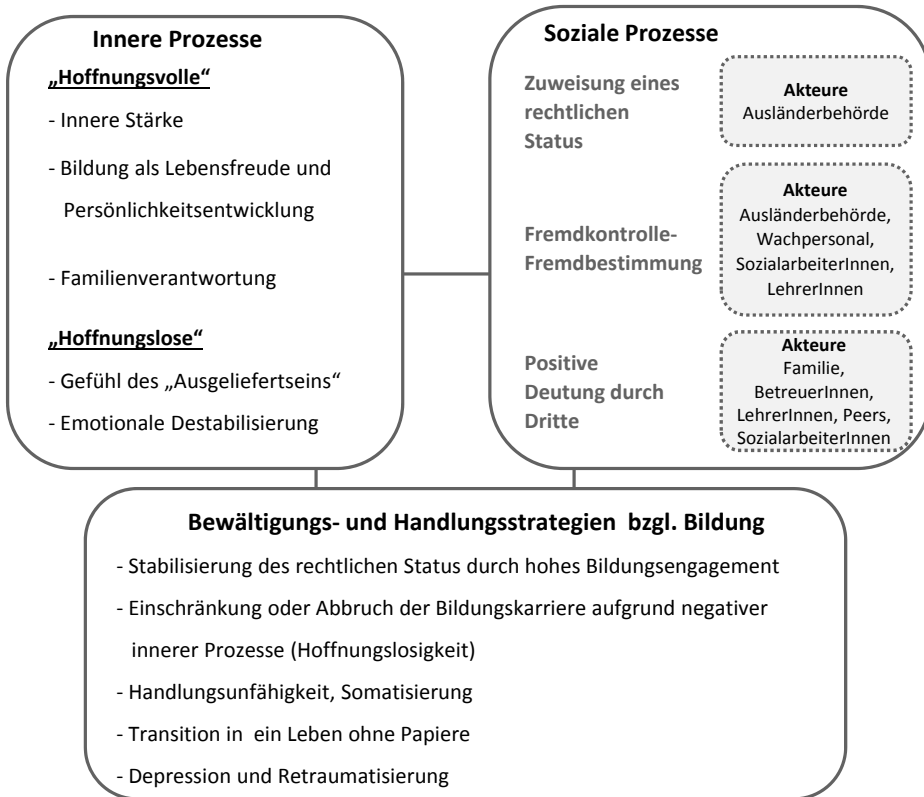 Innere Prozesse
„Hoffnungsvolle“
- Innere Stärke
- Bildung als Lebensfreude und
Persönlichkeitsentwicklung
- Familienverantwortung
„Hoffnungslose“
- Gefühl des „Ausgeliefertseins“
- Emotionale Destabilisierung
Soziale Prozesse
Zuweisung eines
rechtlichen
Status
Akteure
Ausländerbehörde
Fremdkontrolle-
Fremdbestimmung
Akteure
Ausländerbehörde,
Wachpersonal,
SozialarbeiterInnen,
LehrerInnen
Positive
Deutung durch
Dritte
Akteure
Familie,
BetreuerInnen,
LehrerInnen, Peers,
SozialarbeiterInnen
Bewältigungs- und Handlungsstrategien bzgl. Bildung
- Stabilisierung des rechtlichen Status durch hohes Bildungsengagement
- Einschränkung oder Abbruch der Bildungskarriere aufgrund negativer
innerer Prozesse (Hoffnungslosigkeit)
- Handlungsunfähigkeit, Somatisierung
- Transition in ein Leben ohne Papiere
- Depression und Retraumatisierung